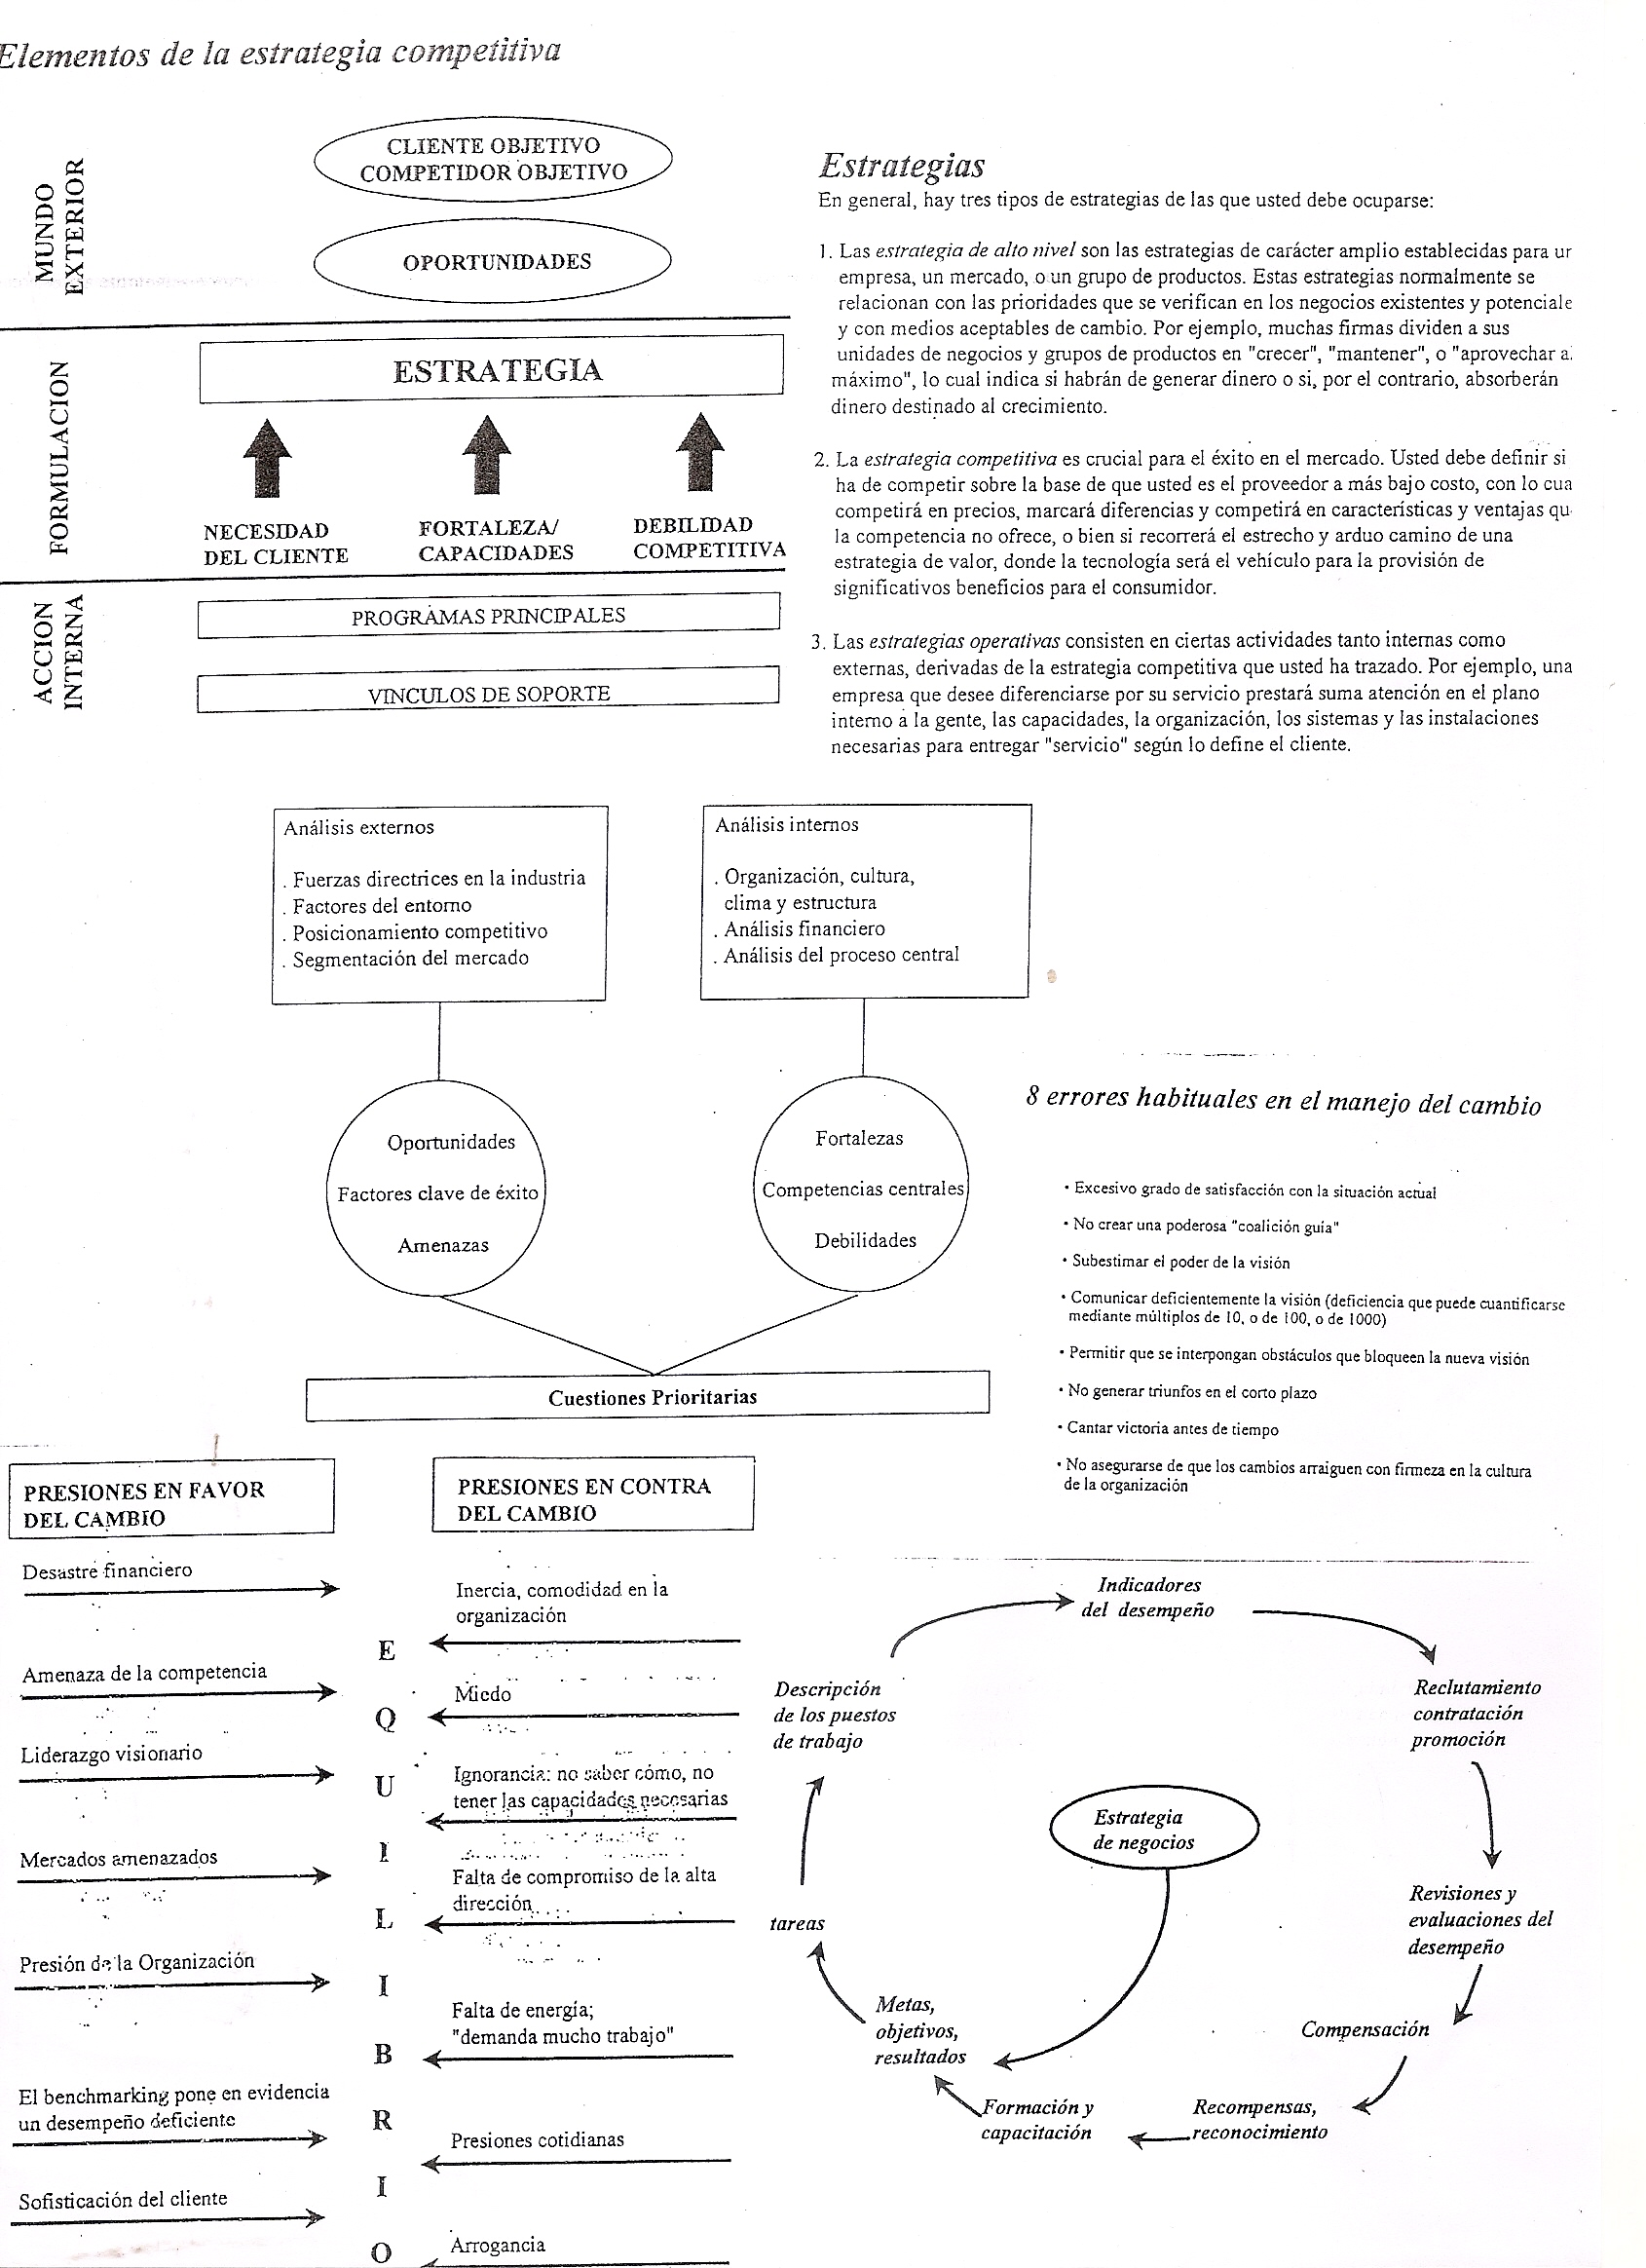 Elementos de la estrategia competitiva
MUNDO
EXTERIOR
CLIENTE OBJETIVO
COMPETIDOR OBJETIVO
OPORTUNIDADES
FORMULACION
ESTRATEGIA
NECESIDAD
DEL CLIENTE
FORTALEZA/
CAPACIDADES
DEBILIDAD
COMPETITIVA
ACCION
INTERNA
PROGRAMAS PRINCIPALES
VINCULOS DE SOPORTE
Estrategias
En general, hay tres tipos de estrategias de las que usted debe ocuparse:
1. Las estrategia de alto nivel son las estrategias de carácter amplio establecidas para ur
empresa, un mercado, o un grupo de productos. Estas estrategias normalmente se
relacionan con las prioridades que se verifican en los negocios existentes y potenciale
y con medios aceptables de cambio. Por ejemplo, muchas firmas dividen a sus
unidades de negocios y grupos de productos en "crecer", "mantener", o "aprovechar a
máximo", lo cual indica si habrán de generar dinero o si, por el contrario, absorberán
dinero destinado al crecimiento.
2. La estrategia competitiva es crucial para el éxito en el mercado. Usted debe definir si
ha de competir sobre la base de que usted es el proveedor a más bajo costo, con lo cua
competirá en precios, marcará diferencias y competirá en características y ventajas qu
la competencia no ofrece, o bien si recorrerá el estrecho y arduo camino de una
estrategia de valor, donde la tecnología será el vehículo para la provisión de
significativos beneficios para el consumidor.
3. Las estrategias operativas consisten en ciertas actividades tanto internas como
externas, derivadas de la estrategia competitiva que usted ha trazado. Por ejemplo, una
empresa que desee diferenciarse por su servicio prestará suma atención en el plano
interno a la gente, las capacidades, la organización, los sistemas y las instalaciones
necesarias para entregar "servicio" según lo define el cliente.
Análisis externos
. Fuerzas directrices en la industria
. Factores del entorno
. Posicionamiento competitivo
. Segmentación del mercado
Análisis internos
. Organización, cultura,
clima y estructura
. Análisis financiero
. Análisis del proceso central
Oportunidades
Factores clave de éxito
Amenazas
Fortalezas
Competencias centrales
Debilidades
Cuestiones Prioritarias
8 errores habituales en el manejo del cambio
• Excesivo grado de satisfacción con la situación actual
• No crear una poderosa "coalición guía"
• Subestimar el poder de la visión
• Comunicar deficientemente la visión (deficiencia que puede cuantificarse
mediante múltiplos de 10, o de 100, o de 1000)
• Permitir que se interpongan obstáculos que bloqueen la nueva visión
• No generar triunfos en el corto plazo
• Cantar victoria antes de tiempo
• No asegurarse de que los cambios arraiguen con firmeza en la cultura
de la organización
PRESIONES EN FAVOR
DEL CAMBIO
Desastre financiero
Amenaza de la competencia
Liderazgo visionario
Mercados amenazados
Presión de la Organización
El benchmarking pone en evidencia
un desempeño deficiente
Sofisticación del cliente
E
Q
U
I
L
I
B
R
I
O
PRESIONES EN CONTRA
DEL CAMBIO
Inercia, comodidad en la
organización
Miedo
Ignorancia: no saber cómo, no
tener las capacidades necesarias
Falta de compromiso de la alta
dirección
Falta de energía;
"demanda mucho trabajo"
Presiones cotidianas
Arrogancia
Indicadores
del desempeño
Reclutamiento
contratación
promoción
Revisiones y
evaluaciones del
desempeño
Compensación
Recompensas,
reconocimiento
Formación y
capacitación
Metas,
objetivos,
resultados
tareas
Descripción
de los puestos
de trabajo
Estrategia
de negocios